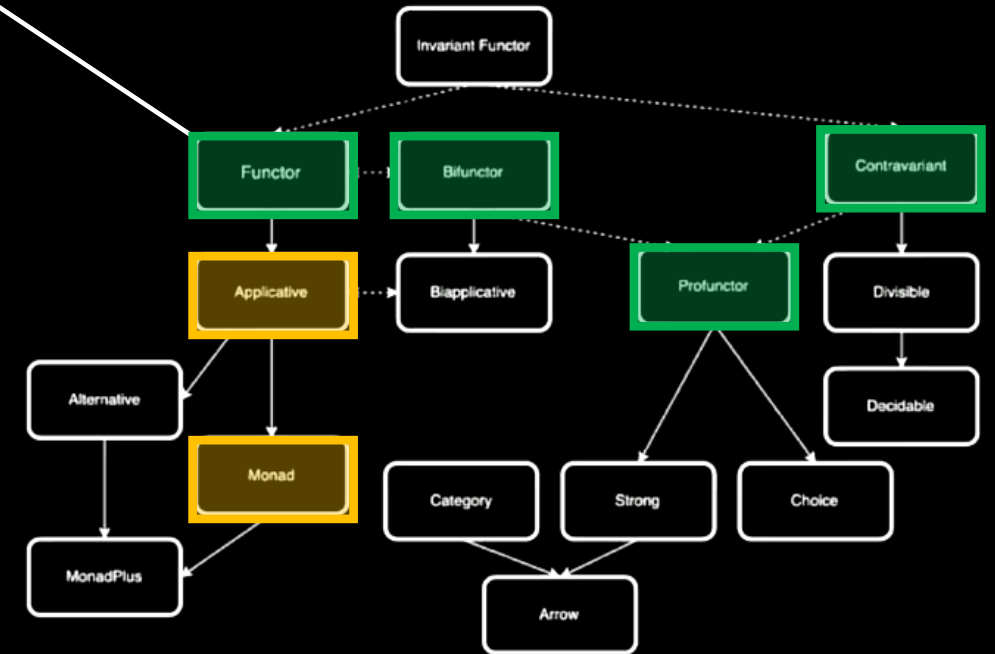 Invariant Functor
Functor
Bifunctor
Contravariant
Applicative
Biapplicative
Profunctor
Divisible
Alternative
Decidable
Monad
Category
Strong
Choice
MonadPlus
Arrow